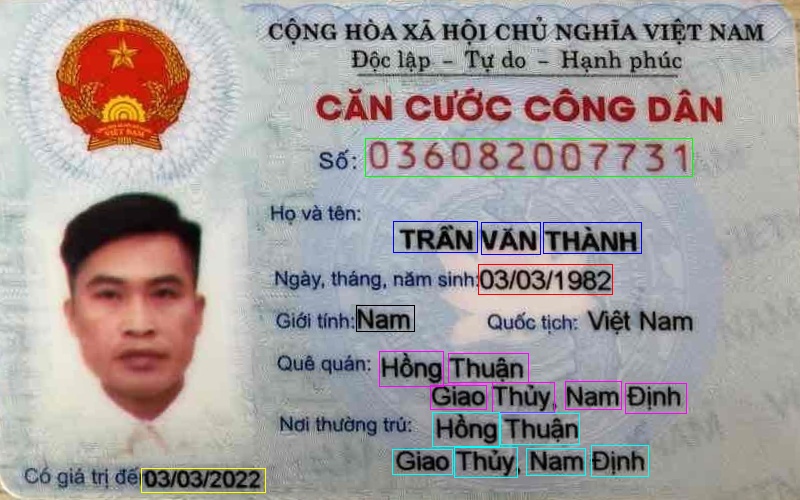 CỘNG HÒA XÃ HỘI CHỦ NGHĨA VIỆT NAM
Độc lập - Tự do - Hạnh phúc
CĂN CƯỚC CÔNG DÂN
Số: 036082007731
Họ và tên:
TRẦN VĂN THÀNH
Ngày, tháng, năm sinh: 03/03/1982
Giới tính: Nam Quốc tịch: Việt Nam
Quê quán: Hồng Thuận
Giao Thủy, Nam Định
Nơi thường trú: Hồng Thuận
Giao Thủy, Nam Định
Có giá trị đế 03/03/2022